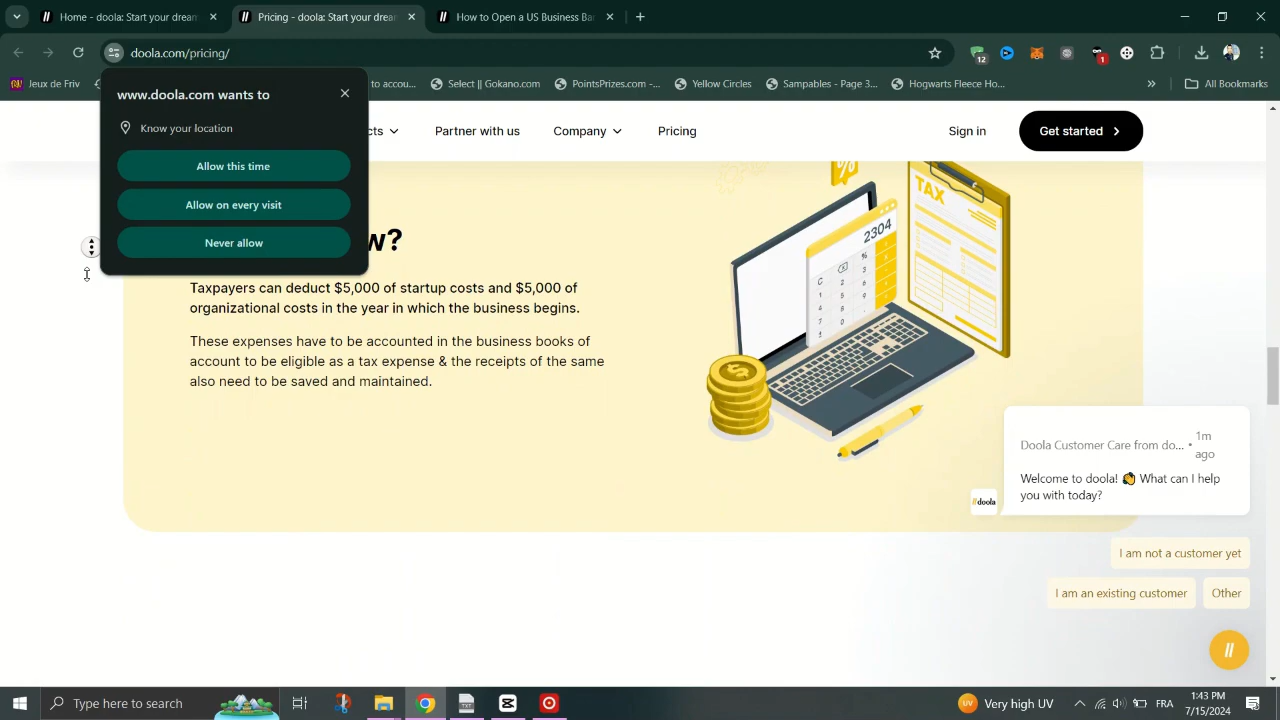 Home - doola: Start your dream
Pricing - doola: Start your drea
How to Open a US Business Ba
doola.com/pricing/
12
1
Jeux de Friv
to accou...
Select || Gokano.com
PointsPrizes.com -...
Yellow Circles
Sampables - Page 3...
Hogwarts Fleece Ho...
All Bookmarks
www.doola.com wants to
Know your location
Allow this time
Allow on every visit
Never allow
cts
Partner with us
Company
Pricing
Sign in
Get started
w?
Taxpayers can deduct $5,000 of startup costs and $5,000 of
organizational costs in the year in which the business begins.
These expenses have to be accounted in the business books of
account to be eligible as a tax expense & the receipts of the same
also need to be saved and maintained.
%
TAX
2304
Doola Customer Care from do... • 1m
ago
Welcome to doola! 👋 What can I help
you with today?
doola
I am not a customer yet
I am an existing customer
Other
Type here to search
TXT
UV
Very high UV
FRA
1:43 PM
7/15/2024